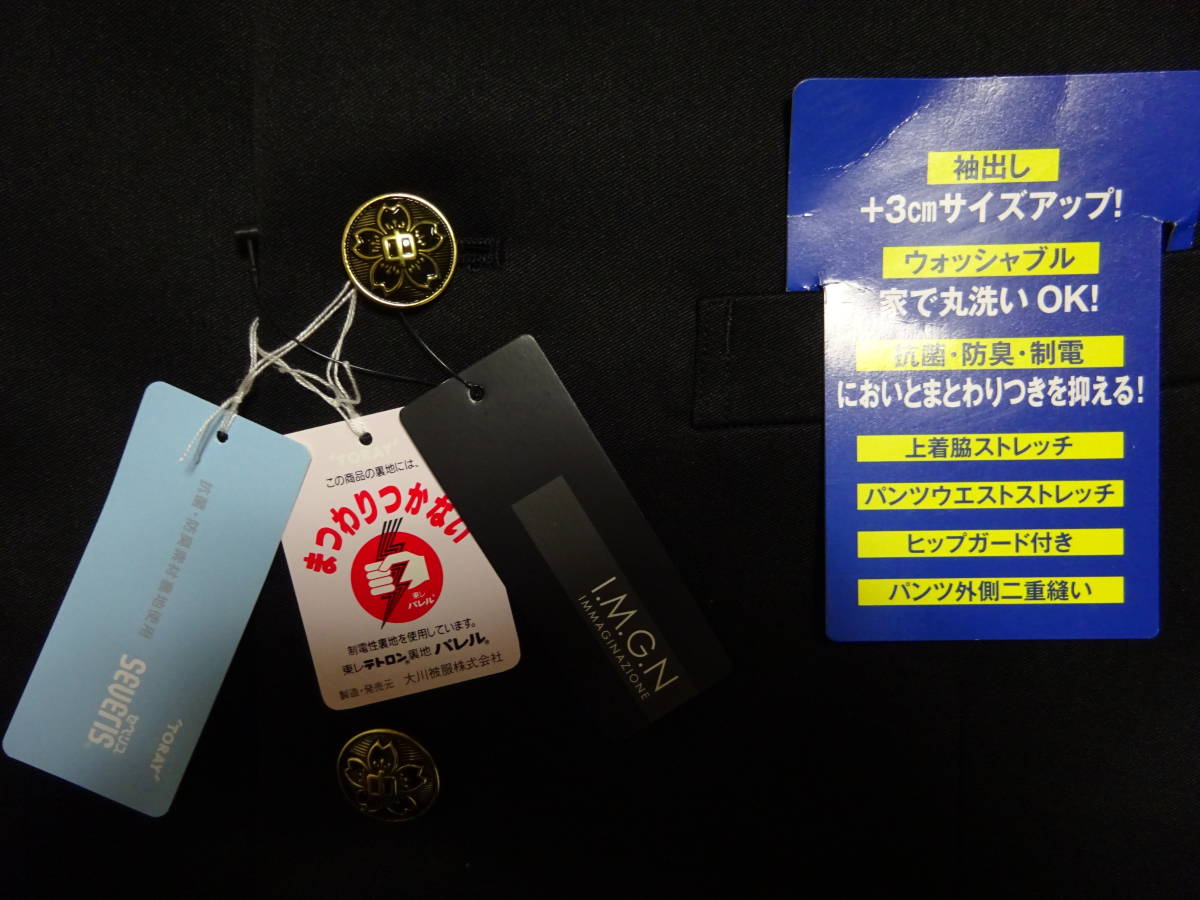 中
抗菌・防臭素材裏地使用
セベリス
SEVERIS®
"TORAY"
"TORAY"
この商品の裏地には、
まつわりつかない
東レ
パレル®
制電性裏地を使用しています。
東レテトロン®裏地 パレル®
製造・発売元 大川被服株式会社
I.M.G.N
IMMAGINAZIONE
中
袖出し
+3cmサイズアップ!
ウォッシャブル
家で丸洗いOK!
抗菌・防臭・制電
においとまとわりつきを抑える!
上着脇ストレッチ
パンツウエストストレッチ
ヒップガード付き
パンツ外側二重縫い